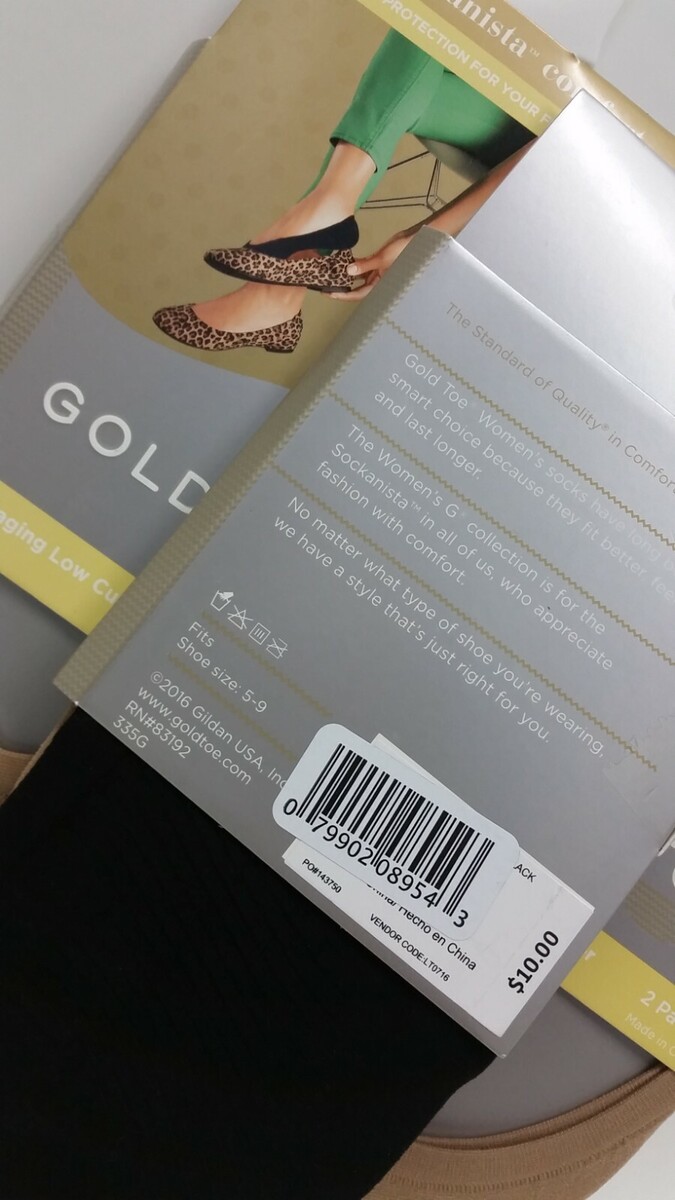 anista™ co
PROTECTION FOR YOUR F
GOLD
aging Low Cu
The Standard of Quality® in Comfor
Gold Toe® Women's socks have long b
smart choice because they fit better, fee
and last longer.
The Women's G® collection is for the
Sockanista™ in all of us, who appreciate
fashion with comfort.
No matter what type of shoe you're wearing,
we have a style that's just right for you.
Fits
Shoe size: 5-9
©2016 Gildan USA, Inc
www.goldtoe.com
RN#83192
335G
0 79902 08954 3
ACK
PO#143750
Hecho en China
VENDOR CODE:LT0716
$10.00
2 Pa
Made in C